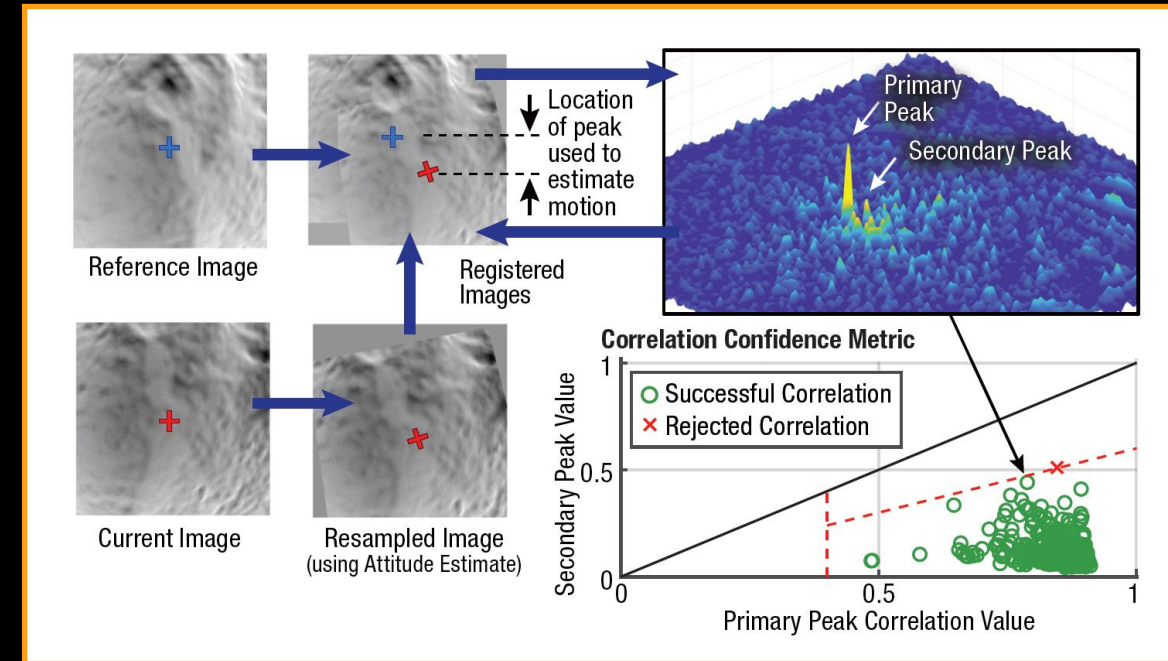 Reference Image
Location
of peak
used to
estimate
motion
Registered
Images
Primary
Peak
Secondary Peak
Current Image
Resampled Image
(using Attitude Estimate)
Correlation Confidence Metric
Secondary Peak Value
1
0.5
0
Successful Correlation
Rejected Correlation
0
0.5
1
Primary Peak Correlation Value